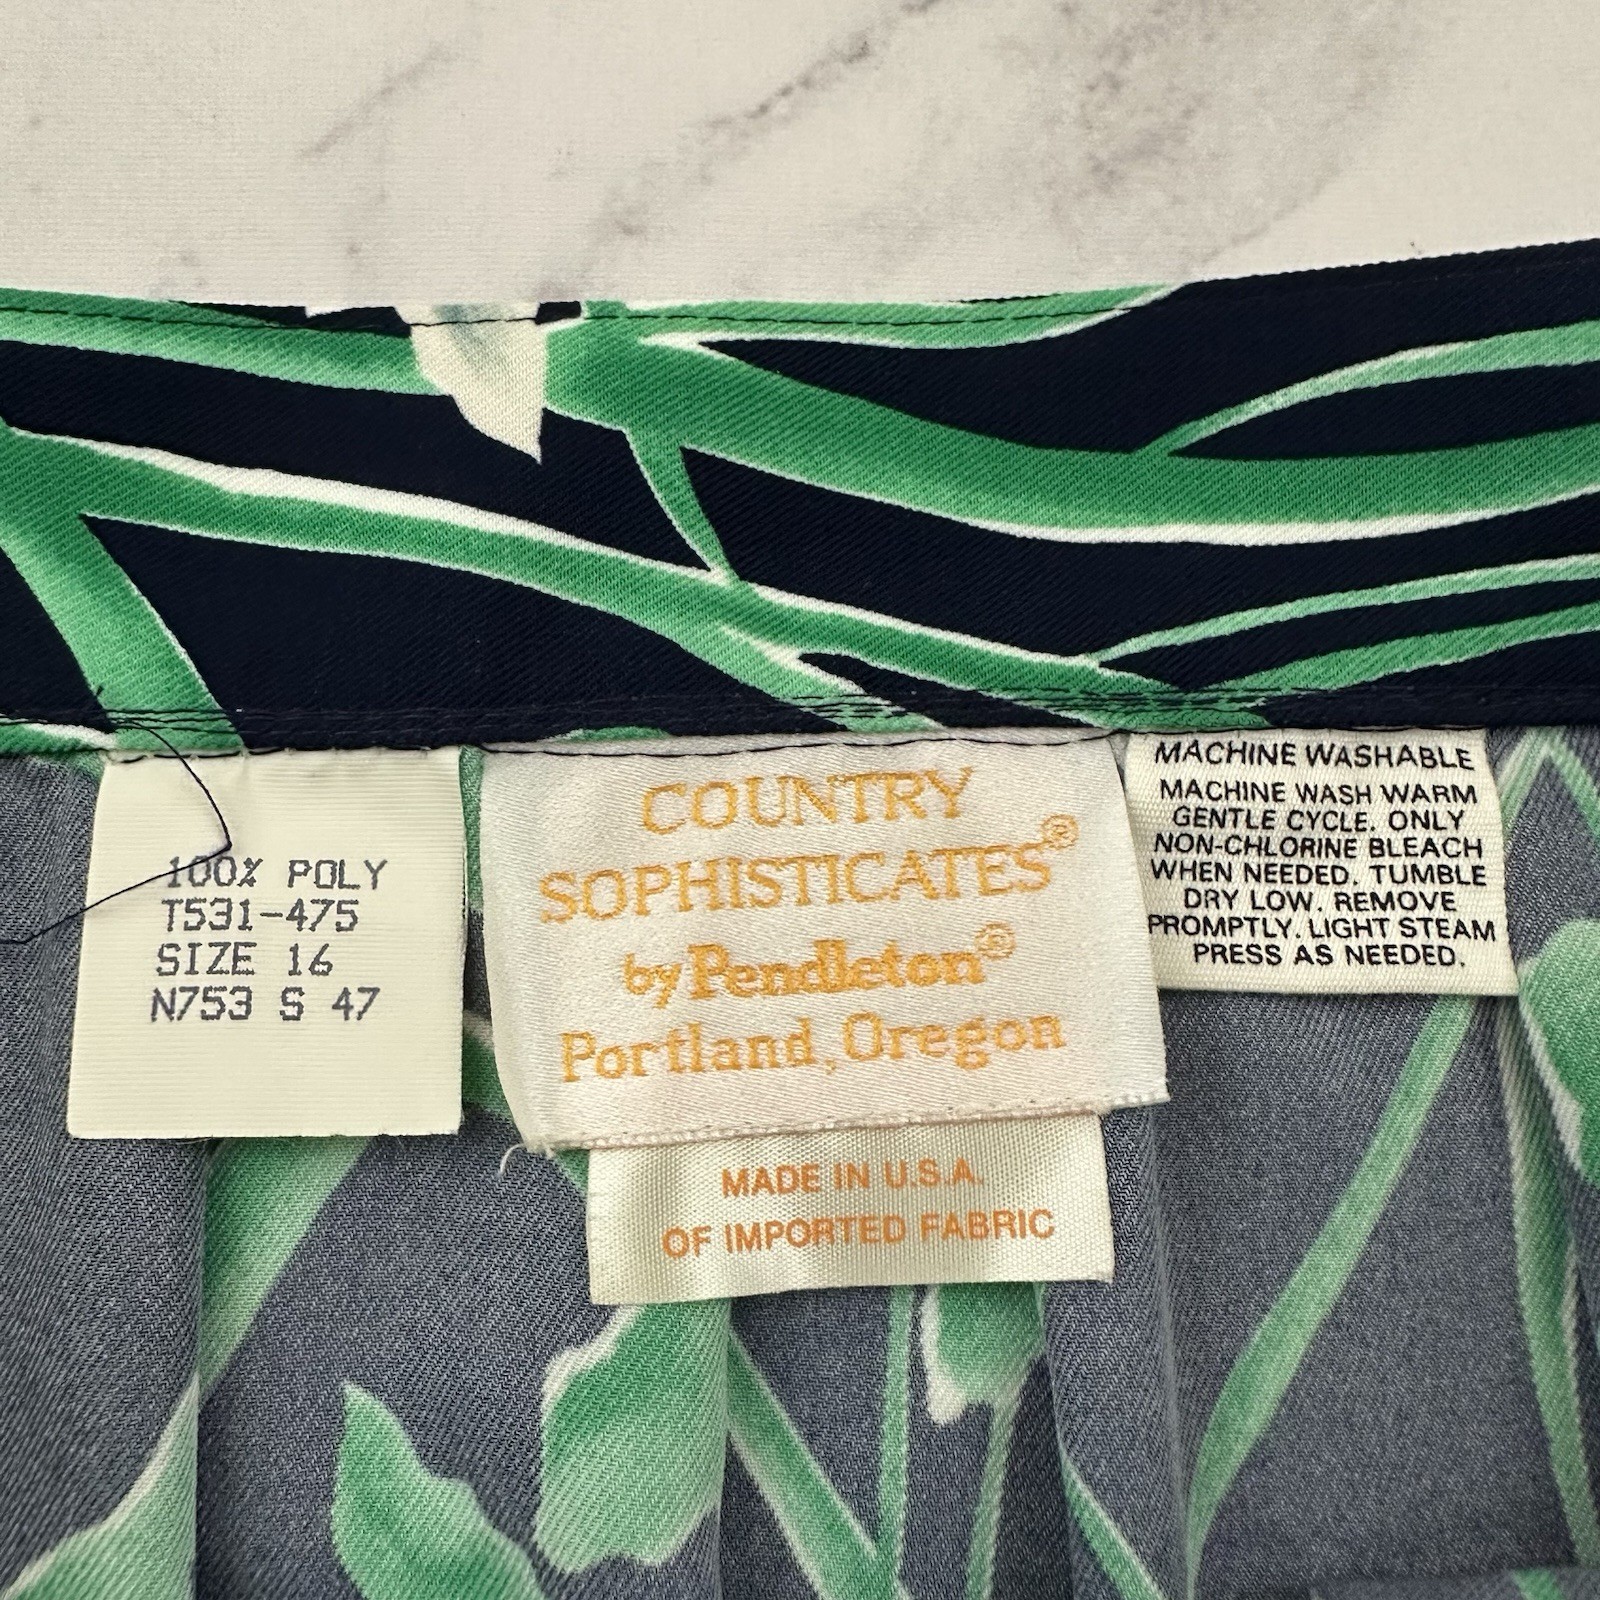 100% POLY
T531-475
SIZE 16
N753 S 47
COUNTRY
SOPHISTICATES®
by Pendleton®
Portland, Oregon
MADE IN U.S.A.
OF IMPORTED FABRIC
MACHINE WASHABLE
MACHINE WASH WARM
GENTLE CYCLE. ONLY
NON-CHLORINE BLEACH
WHEN NEEDED. TUMBLE
DRY LOW. REMOVE
PROMPTLY. LIGHT STEAM
PRESS AS NEEDED.